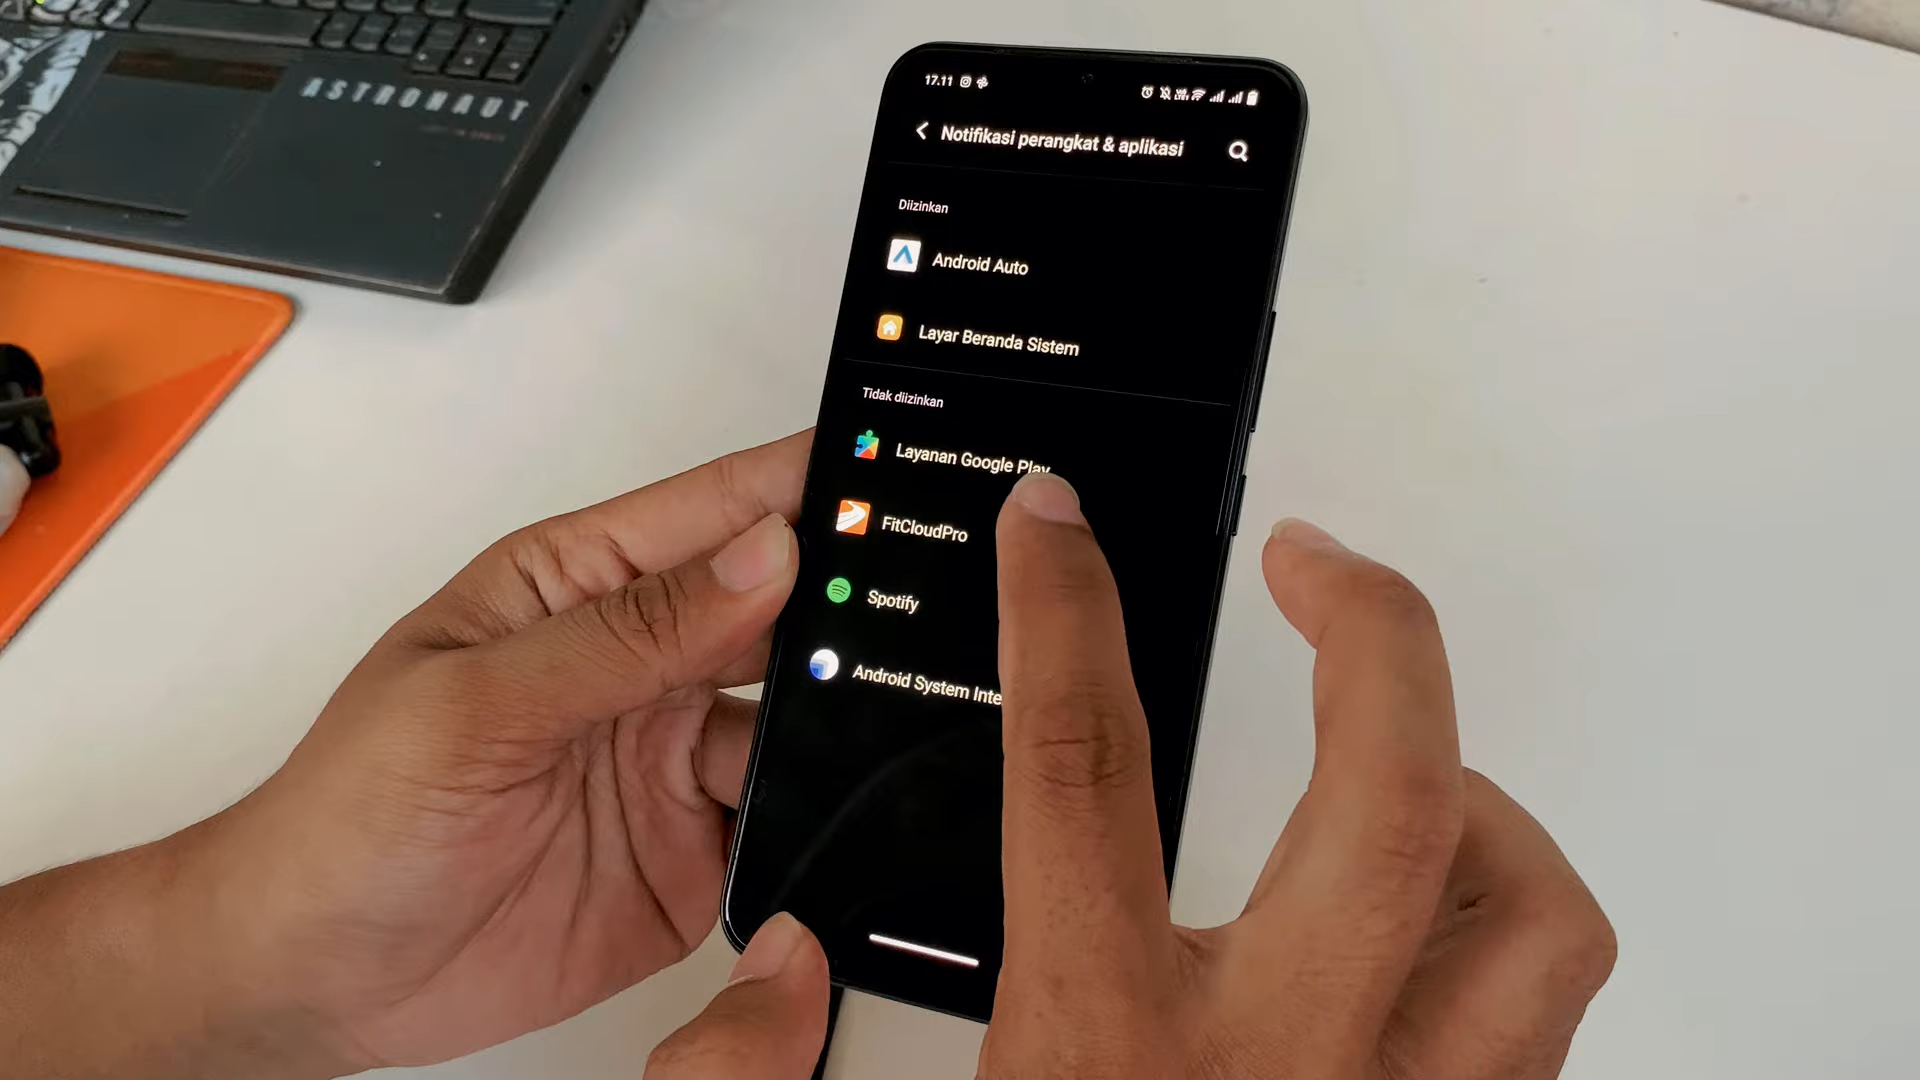 ASTRONAUT
17.11
Notifikasi perangkat & aplikasi
Diizinkan
Android Auto
Layar Beranda Sistem
Tidak diizinkan
Layanan Google Play
FitCloudPro
Spotify
Android System Inte